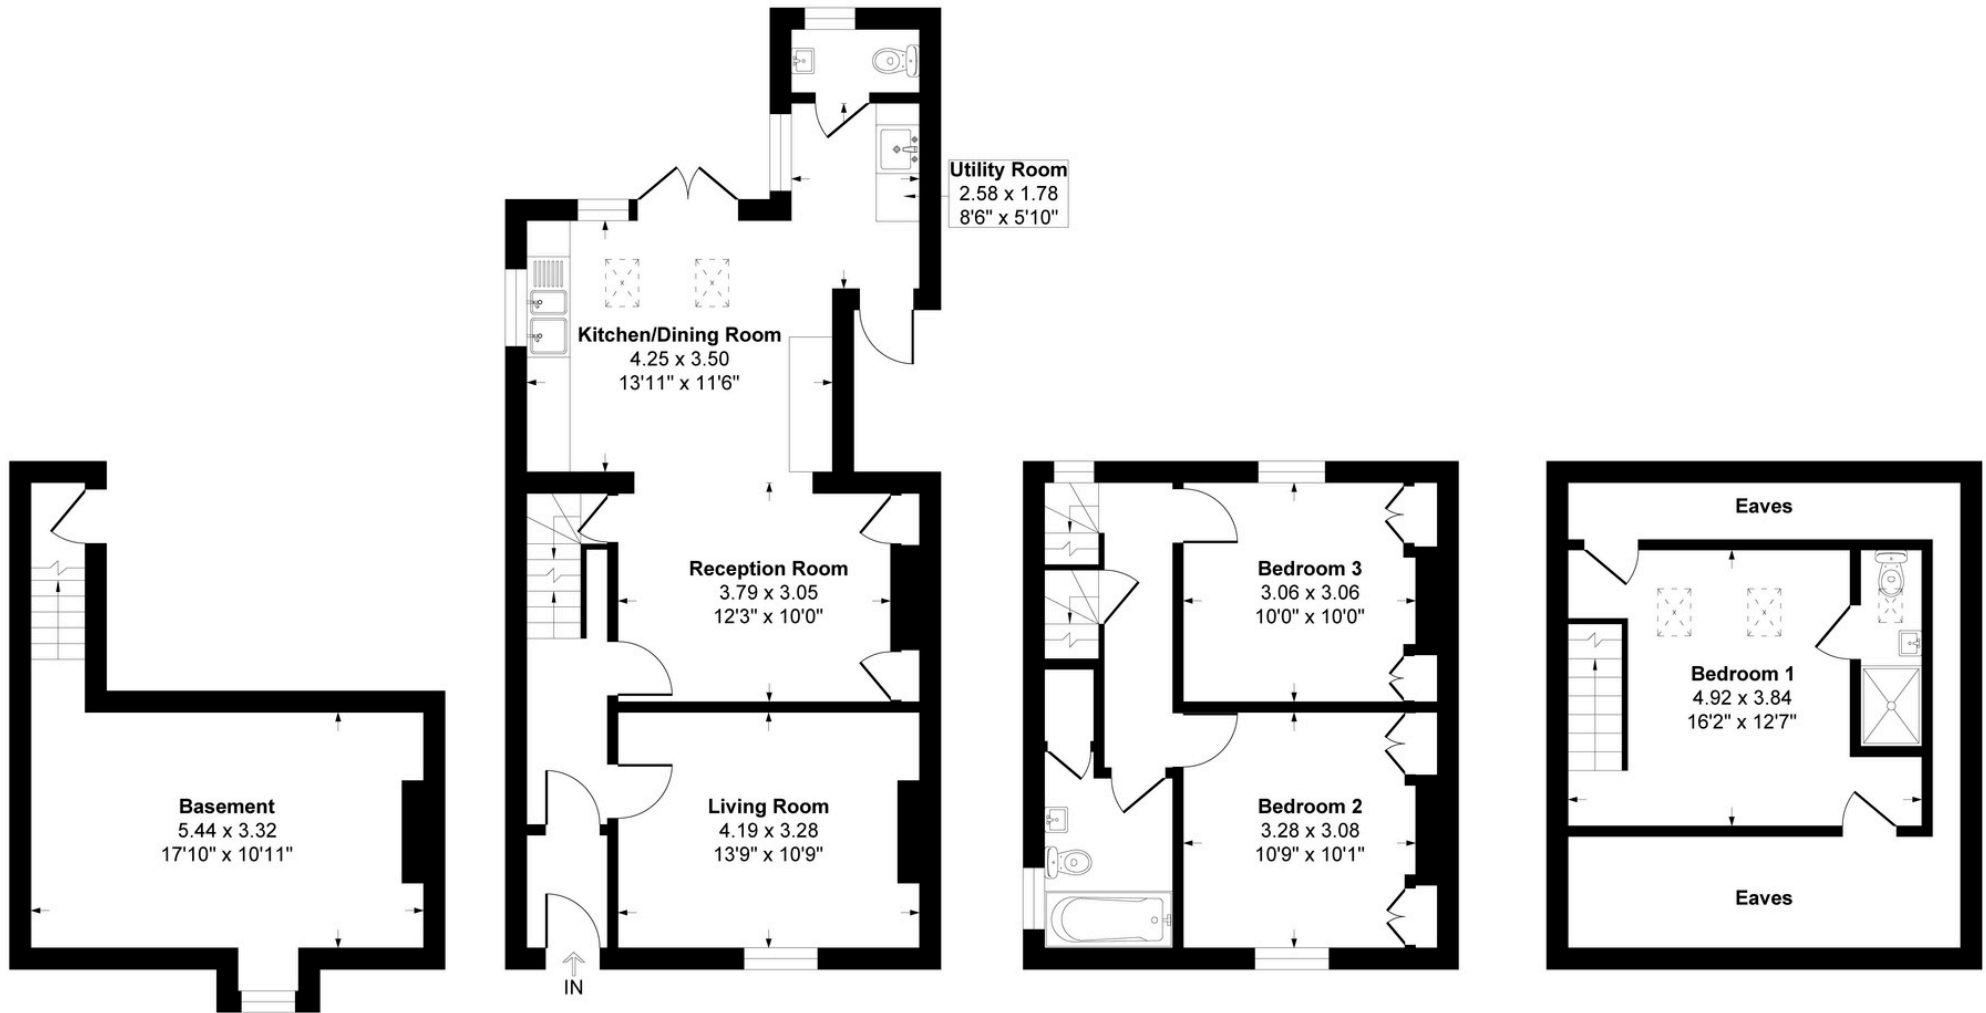 Utility Room
2.58 x 1.78
8'6" x 5'10"
Kitchen/Dining Room
4.25 x 3.50
13'11" x 11'6"
Basement
5.44 x 3.32
17'10" x 10'11"
Reception Room
3.79 x 3.05
12'3" x 10'0"
Living Room
4.19 x 3.28
13'9" x 10'9"
IN
Bedroom 3
3.06 x 3.06
10'0" x 10'0"
Bedroom 2
3.28 x 3.08
10'9" x 10'1"
Eaves
Bedroom 1
4.92 x 3.84
16'2" x 12'7"
Eaves